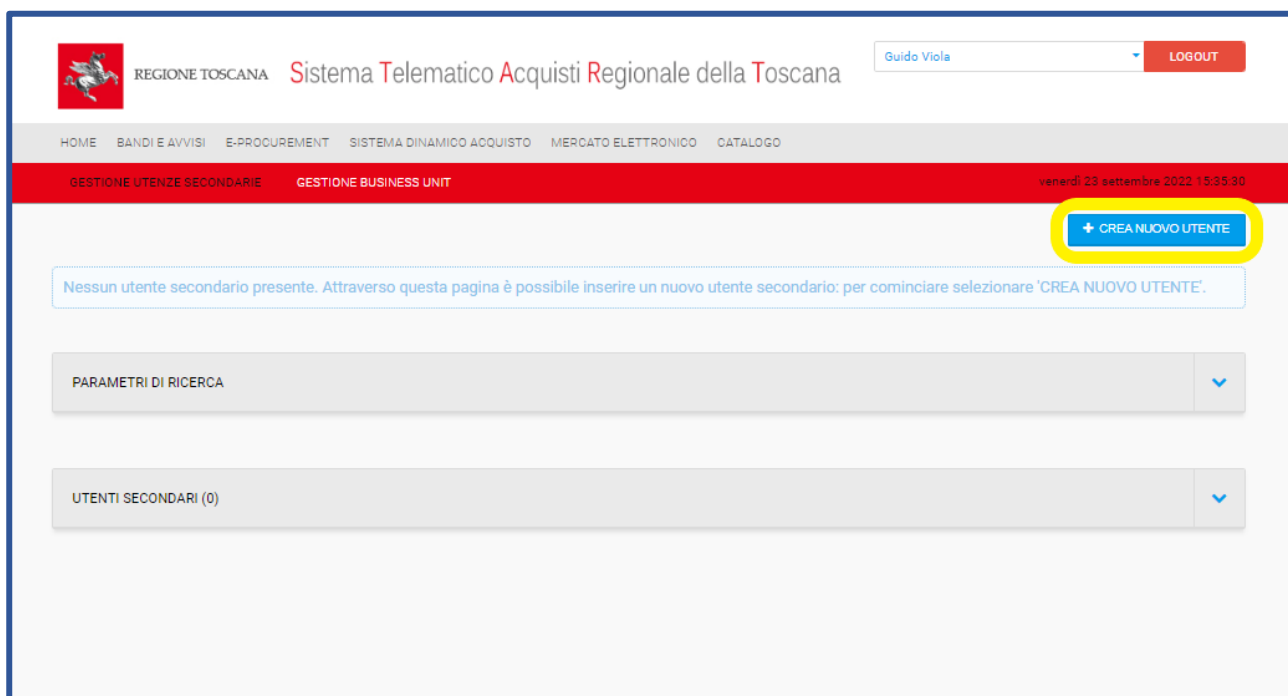 REGIONE TOSCANA Sistema Telematico Acquisti Regionale della Toscana
Guido Viola LOGOUT
HOME BANDI E AVVISI E-PROCUREMENT SISTEMA DINAMICO ACQUISTO MERCATO ELETTRONICO CATALOGO
GESTIONE UTENZE SECONDARIE GESTIONE BUSINESS UNIT venerdì 23 settembre 2022 15:35:30
+ CREA NUOVO UTENTE
Nessun utente secondario presente. Attraverso questa pagina è possibile inserire un nuovo utente secondario: per cominciare selezionare 'CREA NUOVO UTENTE'.
PARAMETRI DI RICERCA
UTENTI SECONDARI (0)